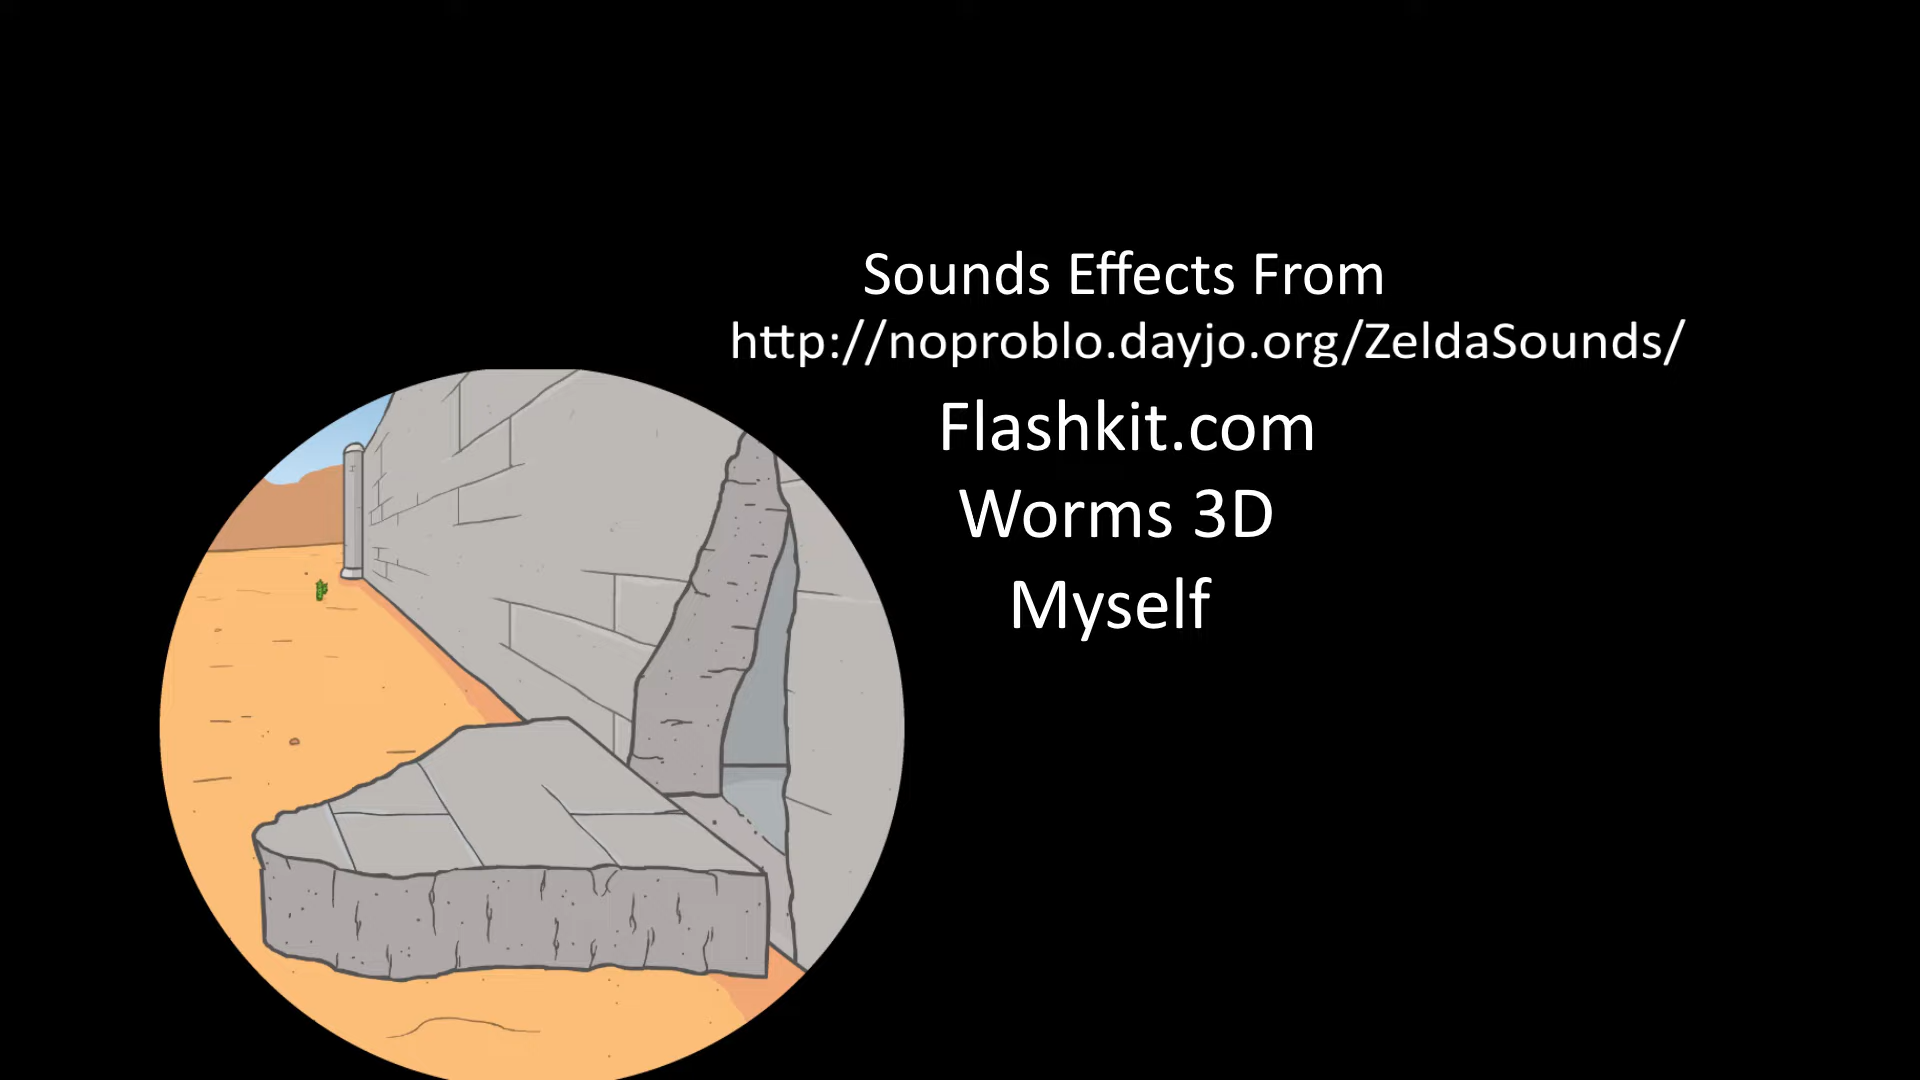 Sounds Effects From
http://noproblo.dayjo.org/ZeldaSounds/
Flashkit.com
Worms 3D
Myself